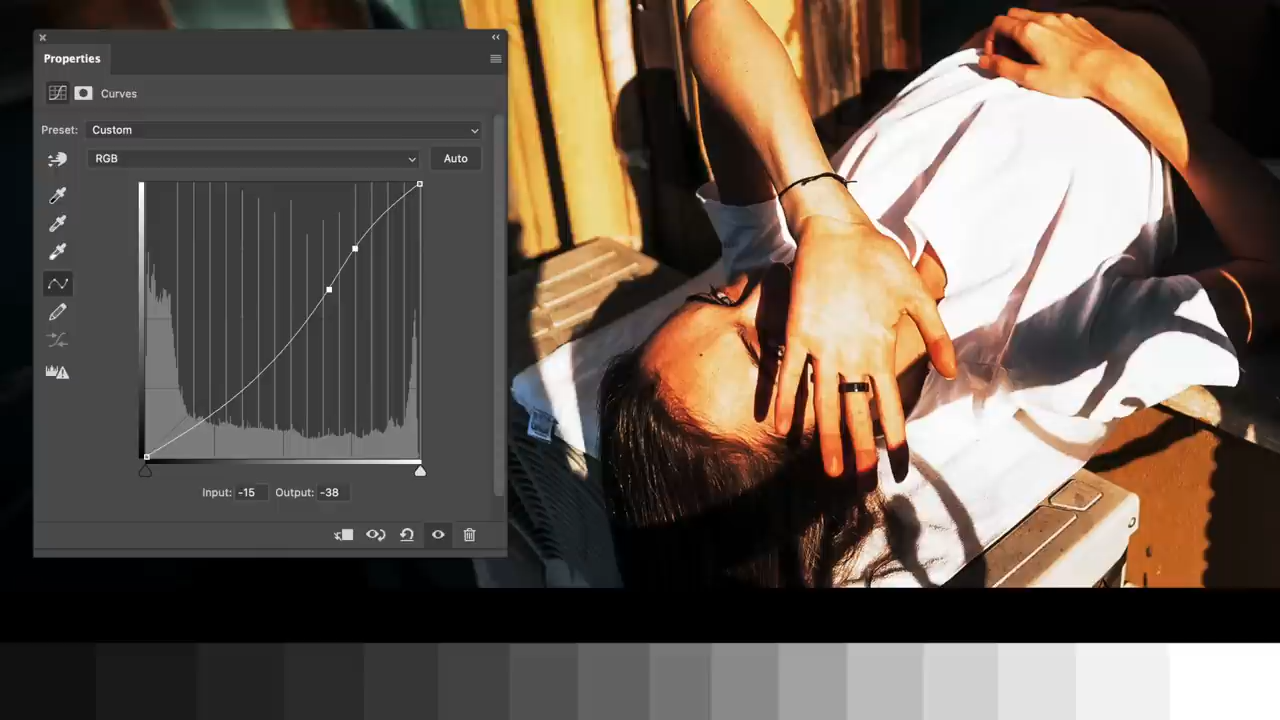 Properties
Curves
Preset: Custom
RGB
Auto
Input: -15 Output: -38